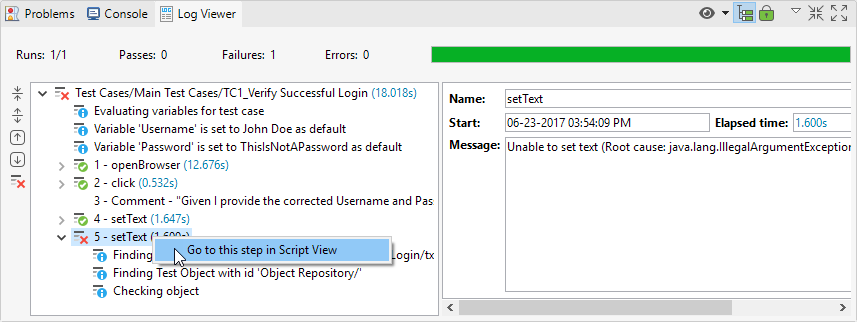 Problems Console Log Viewer
Runs: 1/1 Passes: 0 Failures: 1 Errors: 0
Test Cases/Main Test Cases/TC1_Verify Successful Login (18.018s)
Evaluating variables for test case
Variable 'Username' is set to John Doe as default
Variable 'Password' is set to ThisIsNotAPassword as default
1 - openBrowser (12.676s)
2 - click (0.532s)
3 - Comment - "Given I provide the corrected Username and Pas
4 - setText (1.647s)
5 - setText (1.600s)
Go to this step in Script View
Finding Login/tx
Finding Test Object with id 'Object Repository/'
Checking object
Name: setText
Start: 06-23-2017 03:54:09 PM Elapsed time: 1.600s
Message: Unable to set text (Root cause: java.lang.IllegalArgumentException